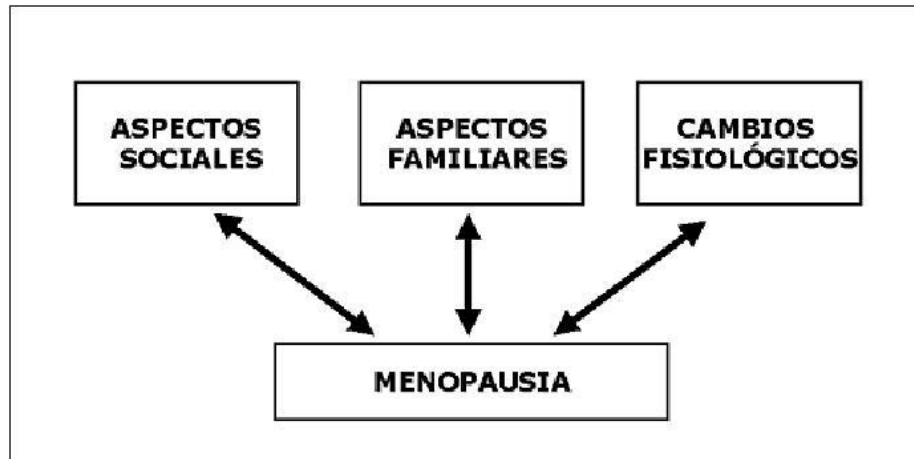 ASPECTOS
SOCIALES
ASPECTOS
FAMILIARES
CAMBIOS
FISIOLÓGICOS
MENOPAUSIA